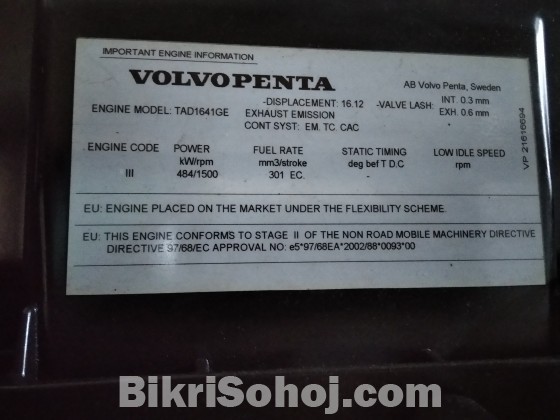 IMPORTANT ENGINE INFORMATION
VOLVO PENTA
AB Volvo Penta, Sweden
ENGINE MODEL: TAD1641GE
-DISPLACEMENT: 16.12
EXHAUST EMISSION
CONT SYST: EM. TC. CAC
-VALVE LASH:
INT. 0.3 mm
EXH. 0.6 mm
ENGINE CODE POWER FUEL RATE STATIC TIMING LOW IDLE SPEED
kW/rpm mm3/stroke deg bef T D C rpm
III 484/1500 301 EC. -
VP 21616694
EU: ENGINE PLACED ON THE MARKET UNDER THE FLEXIBILITY SCHEME.
EU: THIS ENGINE CONFORMS TO STAGE II OF THE NON ROAD MOBILE MACHINERY DIRECTIVE
DIRECTIVE 97/68/EC APPROVAL NO: e5*97/68EA*2002/88*0093*00
BikriSohoj.com